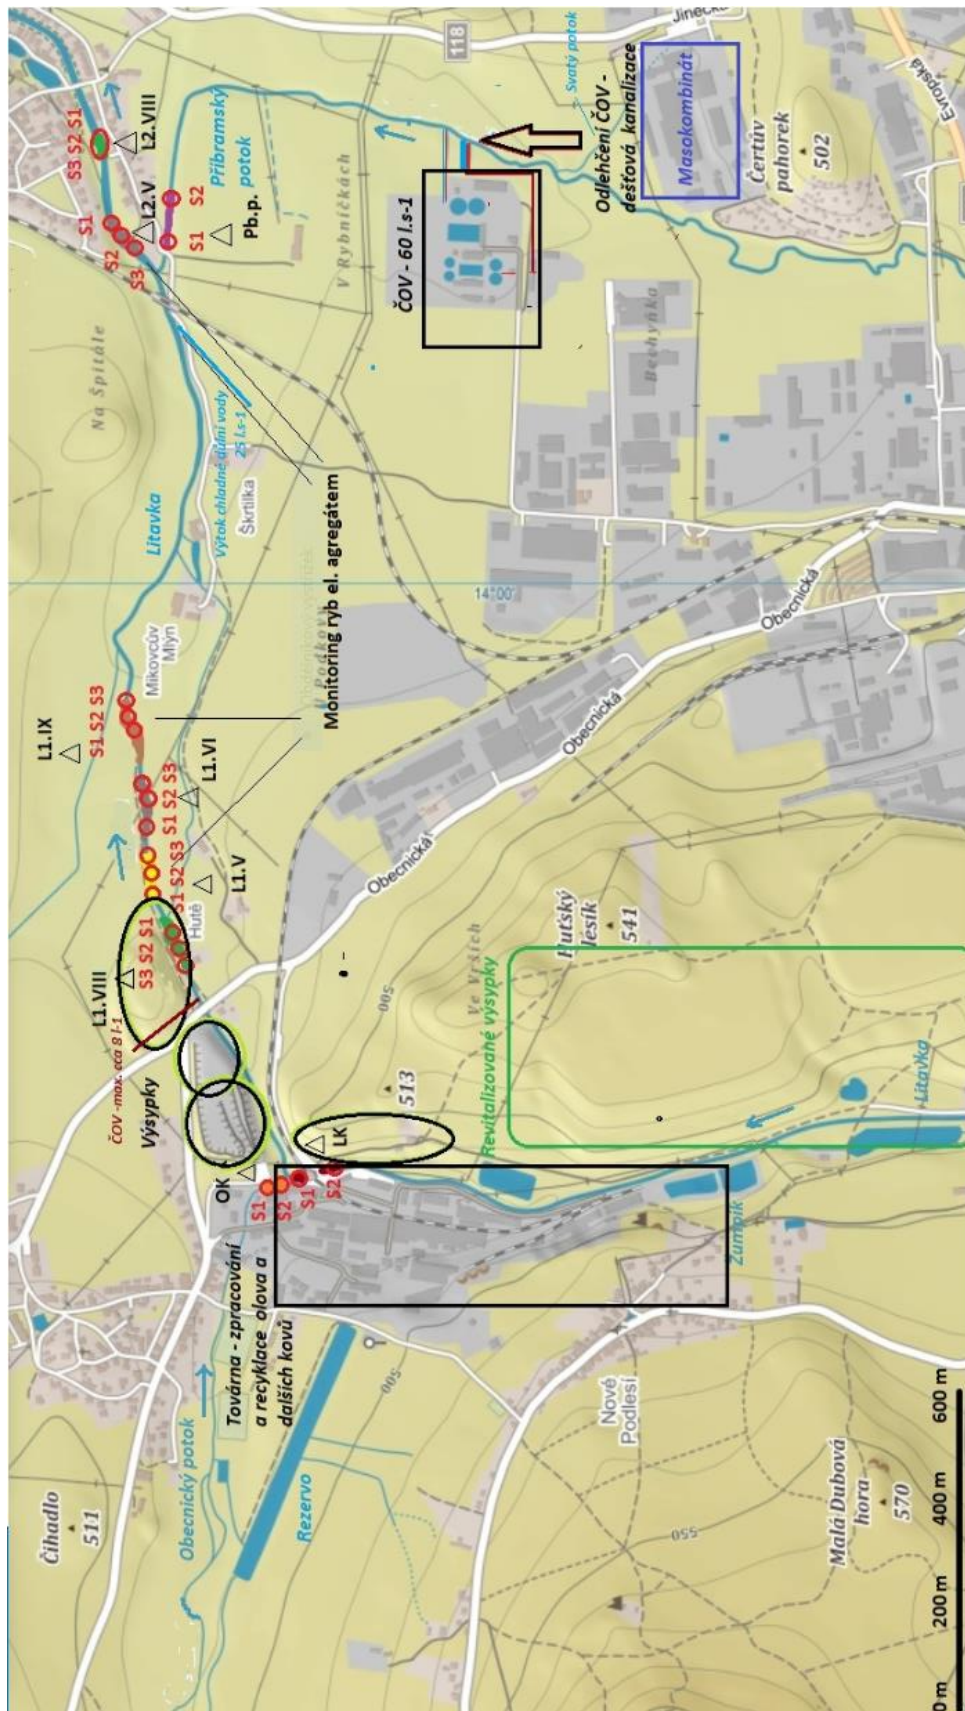 Čihadlo
511
Obecnický potok
Rezervo
Továrna - zpracování
a recyklace olova a
dalších kovů
Nové
Podlesí
Malá Dubová
hora
570
550
500
0 m
200 m
400 m
600 m
Žumpík
Litavka
OK
S1
S2
S1
S2
LK
513
500
Revitalizované výsypky
Ve Vrších
Huťský
lesík
541
Výsypky
ČOV -max. cca 8 l-1
L1.VIII
S3 S2 S1
Hutě
S1 S2 S3
L1.V
S1 S2 S3
L1.VI
L1.IX
S1 S2 S3
Mikovcův
Mlýn
Obecnická
Obecnická
Obecnická
14°00'
Monitoring ryb el. agregátem
Litavka
Škrtilka
Výtok chladné důlní vody
25 l.s-1
Na Špitále
S3
S2
S1
L2.V
S3 S2 S1
L2.VIII
S1
S2
Pb.p.
Příbramský
potok
V Rybníčkách
ČOV - 60 l.s-1
Bechyňka
118
Jinecká
Svatý potok
Odlehčení ČOV -
dešťová kanalizace
Masokombinát
Čertův
pahorek
502
Evropská